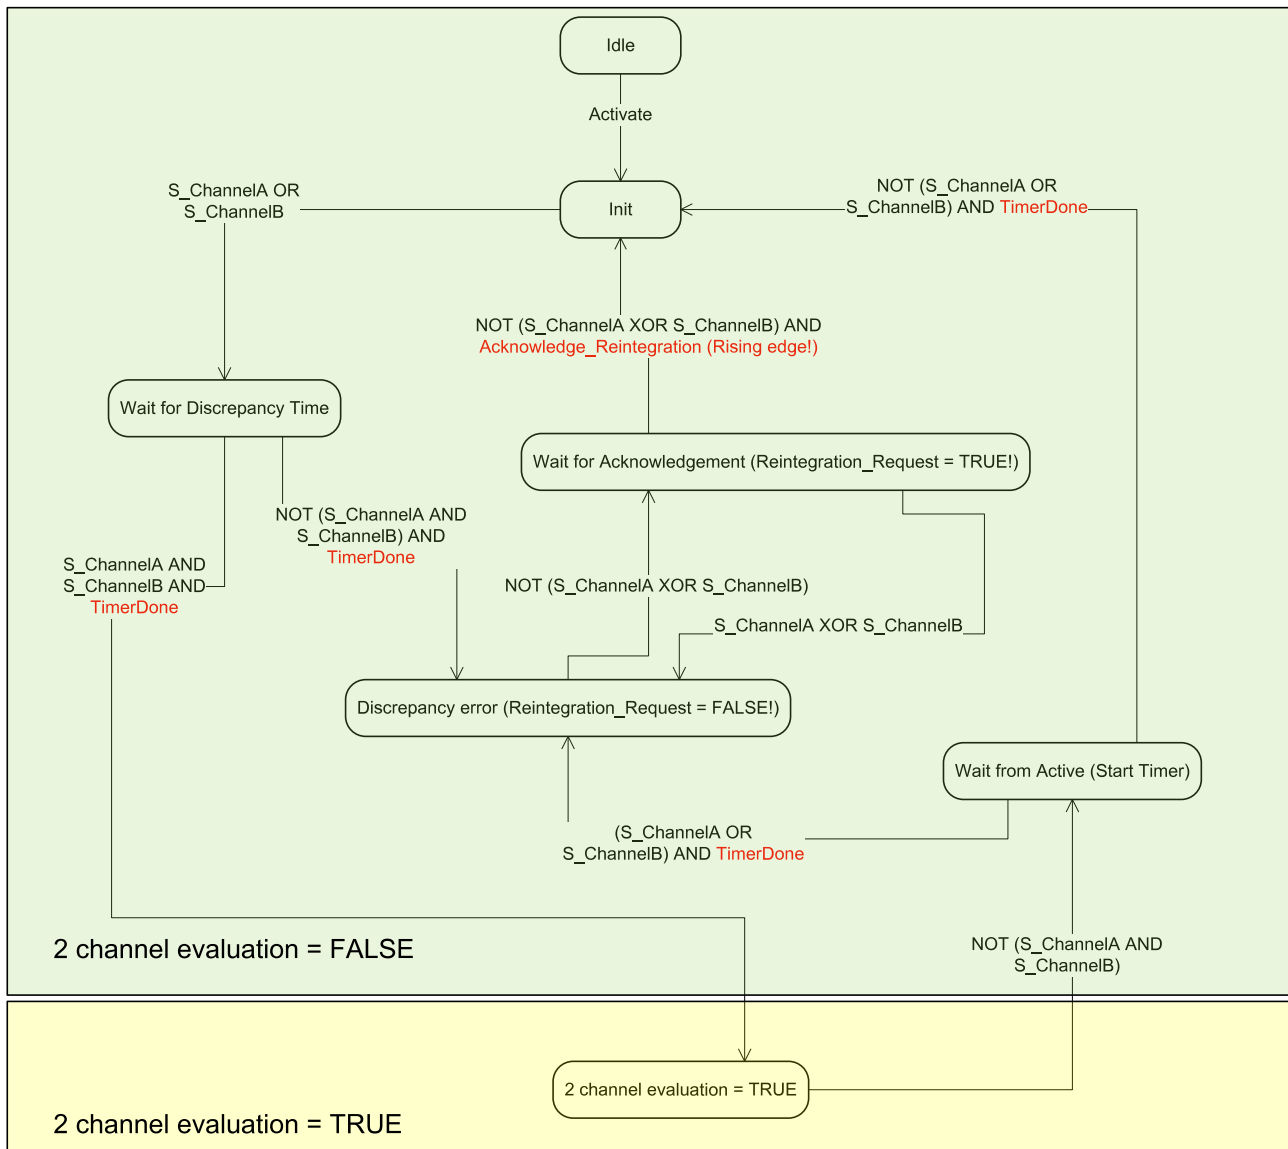 Idle
Activate
S_ChannelA OR
S_ChannelB
Init
NOT (S_ChannelA OR
S_ChannelB) AND TimerDone
NOT (S_ChannelA XOR S_ChannelB) AND
Acknowledge_Reintegration (Rising edge!)
Wait for Discrepancy Time
Wait for Acknowledgement (Reintegration_Request = TRUE!)
NOT (S_ChannelA AND
S_ChannelB) AND
TimerDone
S_ChannelA AND
S_ChannelB AND
TimerDone
NOT (S_ChannelA XOR S_ChannelB)
S_ChannelA XOR S_ChannelB
Discrepancy error (Reintegration_Request = FALSE!)
Wait from Active (Start Timer)
(S_ChannelA OR
S_ChannelB) AND TimerDone
2 channel evaluation = FALSE
NOT (S_ChannelA AND
S_ChannelB)
2 channel evaluation = TRUE
2 channel evaluation = TRUE